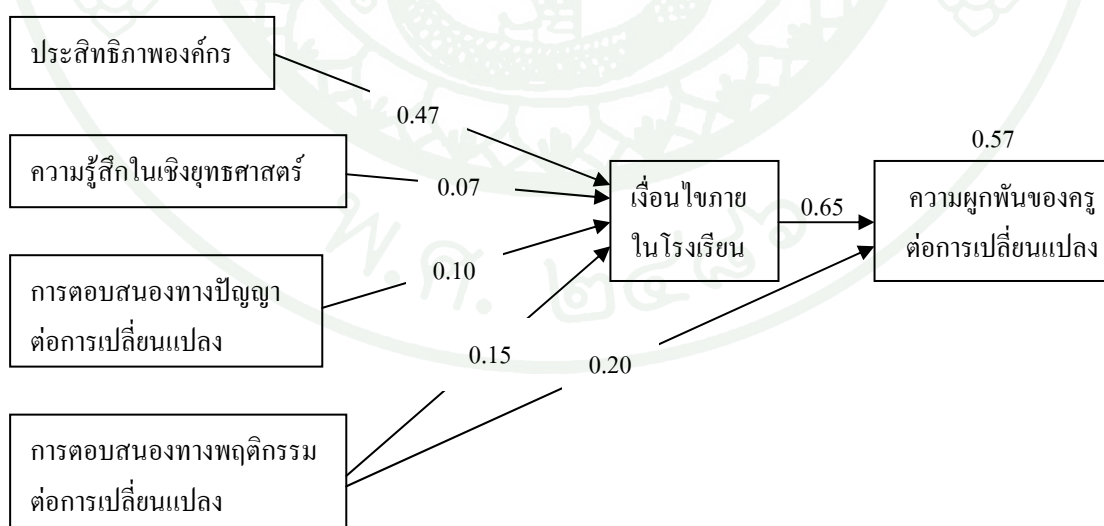 ประสิทธิภาพองค์กร
0.47
0.57
ความรู้สึกในเชิงยุทธศาสตร์
0.07
เงื่อนไขภาย
ในโรงเรียน
0.65
ความผูกพันของครู
ต่อการเปลี่ยนแปลง
การตอบสนองทางปัญญา
ต่อการเปลี่ยนแปลง
0.10
พ.ศ. ๒๔๘๖
0.15
0.20
การตอบสนองทางพฤติกรรม
ต่อการเปลี่ยนแปลง